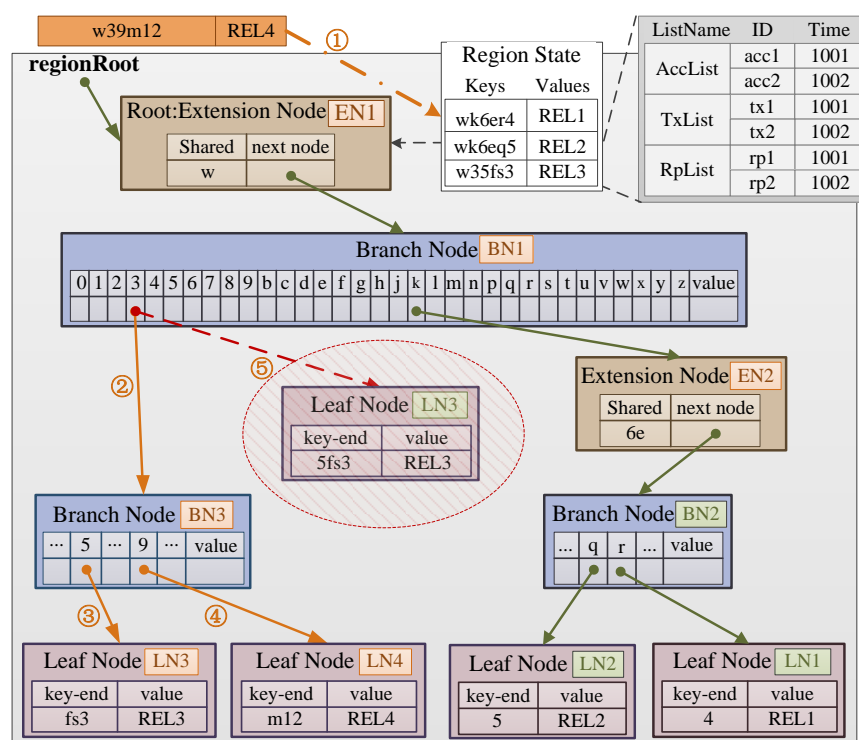 w39m12 REL4
①
regionRoot
Region State
Keys Values
wk6er4 REL1
wk6eq5 REL2
w35fs3 REL3
ListName ID Time
AccList acc1 1001
acc2 1002
TxList tx1 1001
tx2 1002
RpList rp1 1001
rp2 1002
Root:Extension Node EN1
Shared next node
w
Branch Node BN1
0 1 2 3 4 5 6 7 8 9 b c d e f g h j k l m n p q r s t u v w x y z value
②
⑤
Leaf Node LN3
key-end value
5fs3 REL3
Extension Node EN2
Shared next node
6e
Branch Node BN3
... 5 ... 9 ... value
Branch Node BN2
... q r ... value
③
④
Leaf Node LN3
key-end value
fs3 REL3
Leaf Node LN4
key-end value
m12 REL4
Leaf Node LN2
key-end value
5 REL2
Leaf Node LN1
key-end value
4 REL1